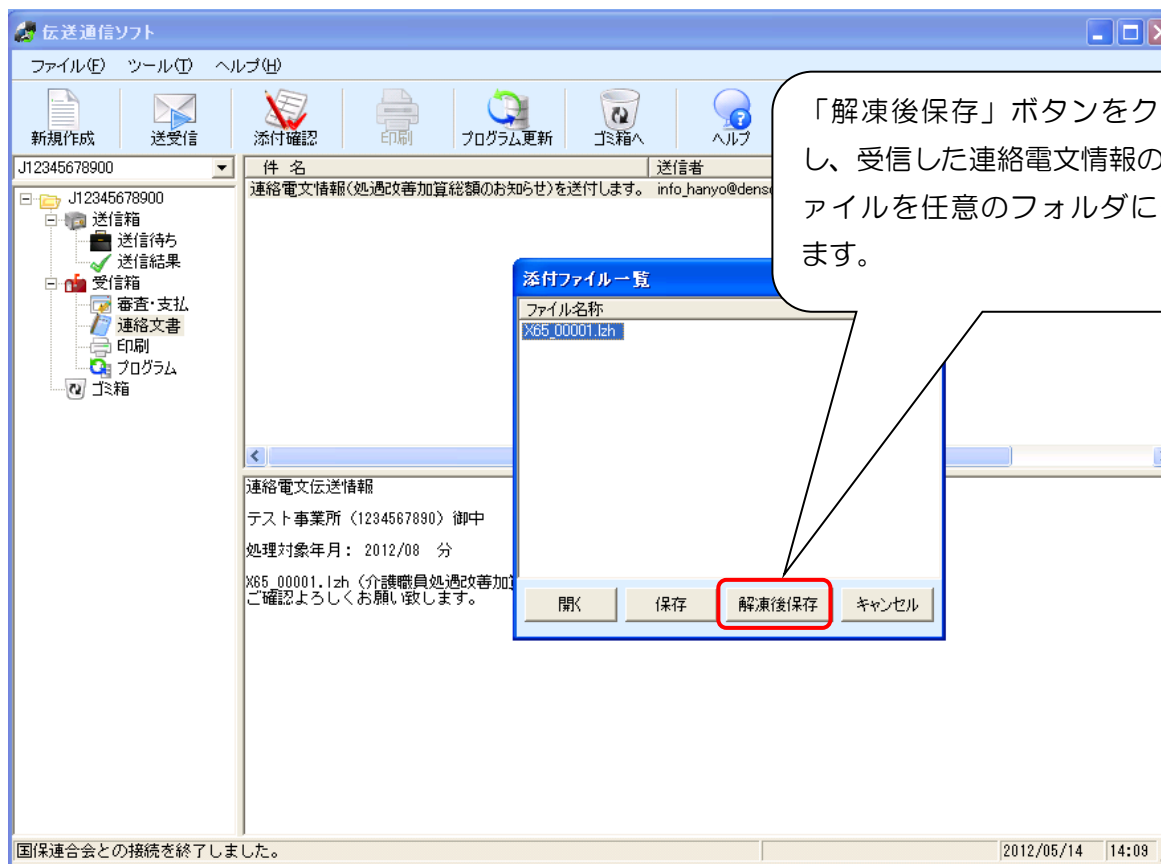 伝送通信ソフト
ファイル(F) ツール(T) ヘルプ(H)
新規作成 送受信 添付確認 印刷 プログラム更新 ゴミ箱へ ヘルプ
「解凍後保存」ボタンをク
し、受信した連絡電文情報の
ァイルを任意のフォルダに
ます。
J12345678900
件 名 送信者
連絡電文情報(処遇改善加算総額のお知らせ)を送付します。 info_hanyo@dens
J12345678900
送信箱
送信待ち
送信結果
受信箱
審査・支払
連絡文書
印刷
プログラム
ゴミ箱
添付ファイル一覧
ファイル名称
X65_00001.lzh
開く 保存 解凍後保存 キャンセル
連絡電文伝送情報
テスト事業所（1234567890）御中
処理対象年月： 2012/08 分
X65_00001.lzh（介護職員処遇改善加
ご確認よろしくお願い致します。
国保連合会との接続を終了しました。
2012/05/14 14:09